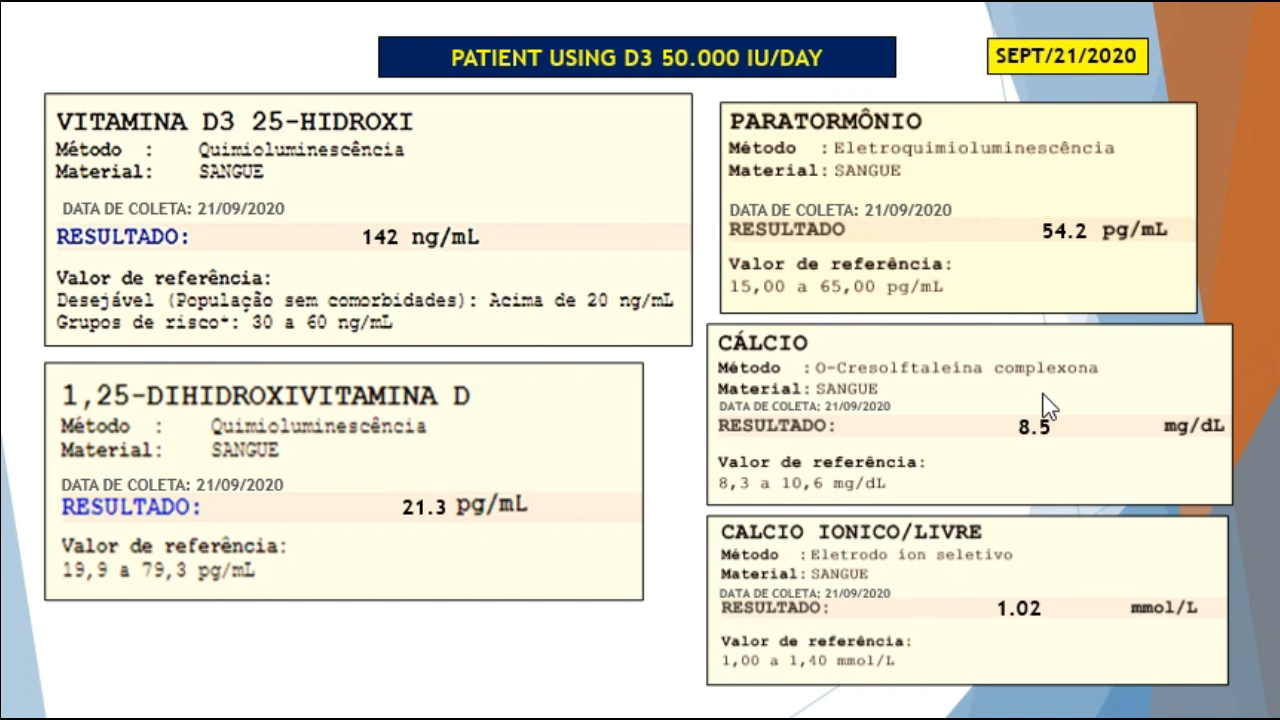 PATIENT USING D3 50.000 IU/DAY
SEPT/21/2020
VITAMINA D3 25-HIDROXI
Método : Quimioluminescência
Material: SANGUE
DATA DE COLETA: 21/09/2020
RESULTADO: 142 ng/mL
Valor de referência:
Desejável (População sem comorbidades): Acima de 20 ng/mL
Grupos de risco*: 30 a 60 ng/mL
1,25-DIHIDROXIVITAMINA D
Método : Quimioluminescência
Material: SANGUE
DATA DE COLETA: 21/09/2020
RESULTADO: 21.3 pg/mL
Valor de referência:
19,9 a 79,3 pg/mL
PARATORMÔNIO
Método :Eletroquimioluminescência
Material:SANGUE
DATA DE COLETA: 21/09/2020
RESULTADO 54.2 pg/mL
Valor de referência:
15,00 a 65,00 pg/mL
CÁLCIO
Método :O-Cresolftaleína complexona
Material:SANGUE
DATA DE COLETA: 21/09/2020
RESULTADO: 8.5 mg/dL
Valor de referência:
8,3 a 10,6 mg/dL
CALCIO IONICO/LIVRE
Método :Eletrodo ion seletivo
Material:SANGUE
DATA DE COLETA: 21/09/2020
RESULTADO: 1.02 mmol/L
Valor de referência:
1,00 a 1,40 mmol/L